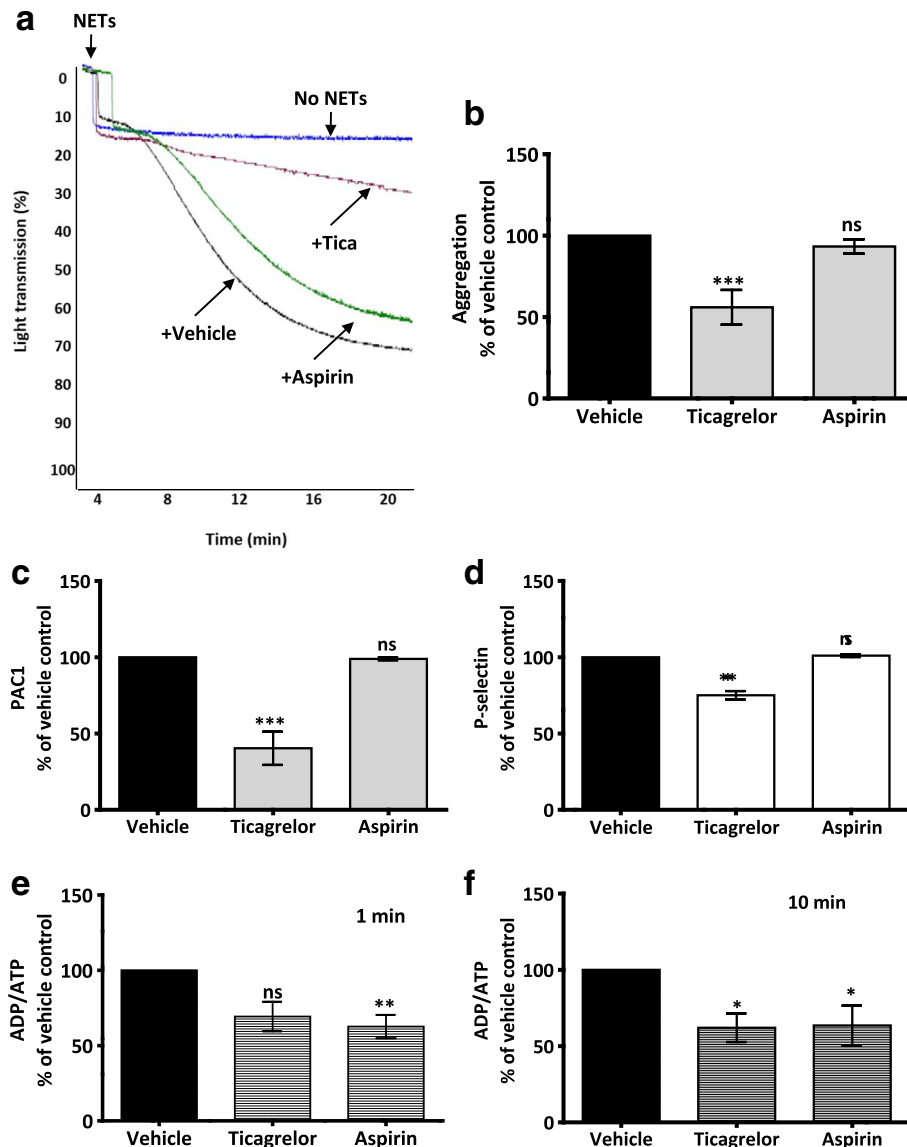 a
NETs
0
10
20
30
40
50
60
70
80
90
100
Light transmission (%)
No NETs
+Tica
+Vehicle
+Aspirin
4 8 12 16 20
Time (min)
b
150
100
50
0
Aggregation
% of vehicle control
***
ns
Vehicle Ticagrelor Aspirin
c
150
100
50
0
PAC1
% of vehicle control
***
ns
Vehicle Ticagrelor Aspirin
d
150
100
50
0
P-selectin
% of vehicle control
ns
Vehicle Ticagrelor Aspirin
e
150
100
50
0
ADP/ATP
% of vehicle control
1 min
ns
**
Vehicle Ticagrelor Aspirin
f
150
100
50
0
ADP/ATP
% of vehicle control
10 min
*
*
Vehicle Ticagrelor Aspirin